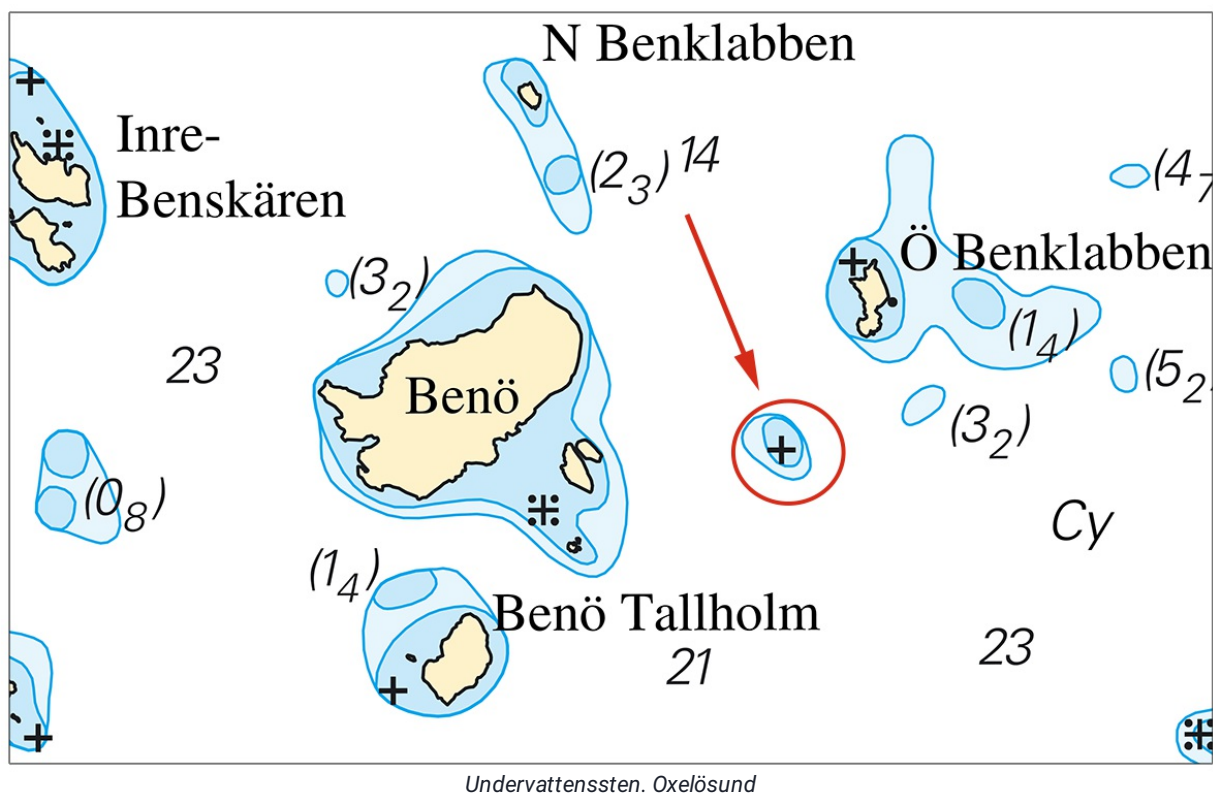 N Benklabben
Inre-
Benskären
(2₃)
14
(4₇
Ö Benklabben
(3₂)
(1₄)
23
(5₂
Benö
(3₂)
(0₈)
Cy
(1₄)
Benö Tallholm
21
23
Undervattenssten. Oxelösund